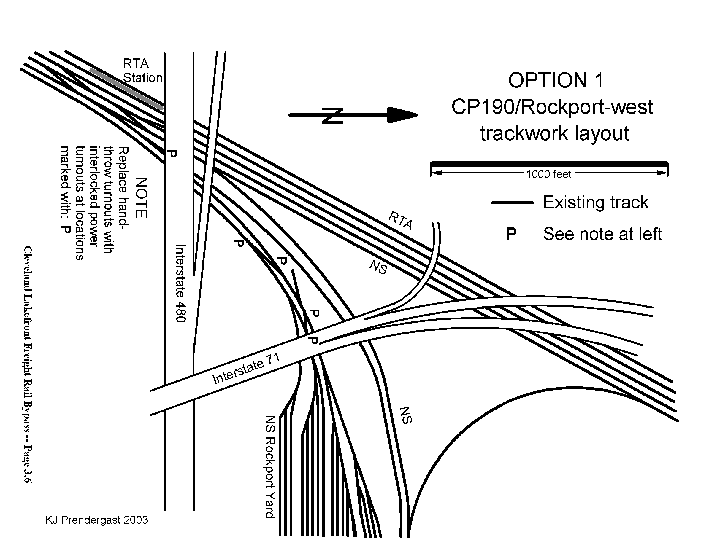 RTA
Station
OPTION 1
CP190/Rockport-west
trackwork layout
N
1000 feet
Existing track
P See note at left
NOTE
Replace hand-
throw turnouts with
interlocked power
turnouts at locations
marked with: P
P
RTA
NS
P
P
P
P
Interstate 480
Interstate 71
NS
NS Rockport Yard
Cleveland Lakefront Freight Rail Bypass -- Page 3.6
KJ Prendergast 2003